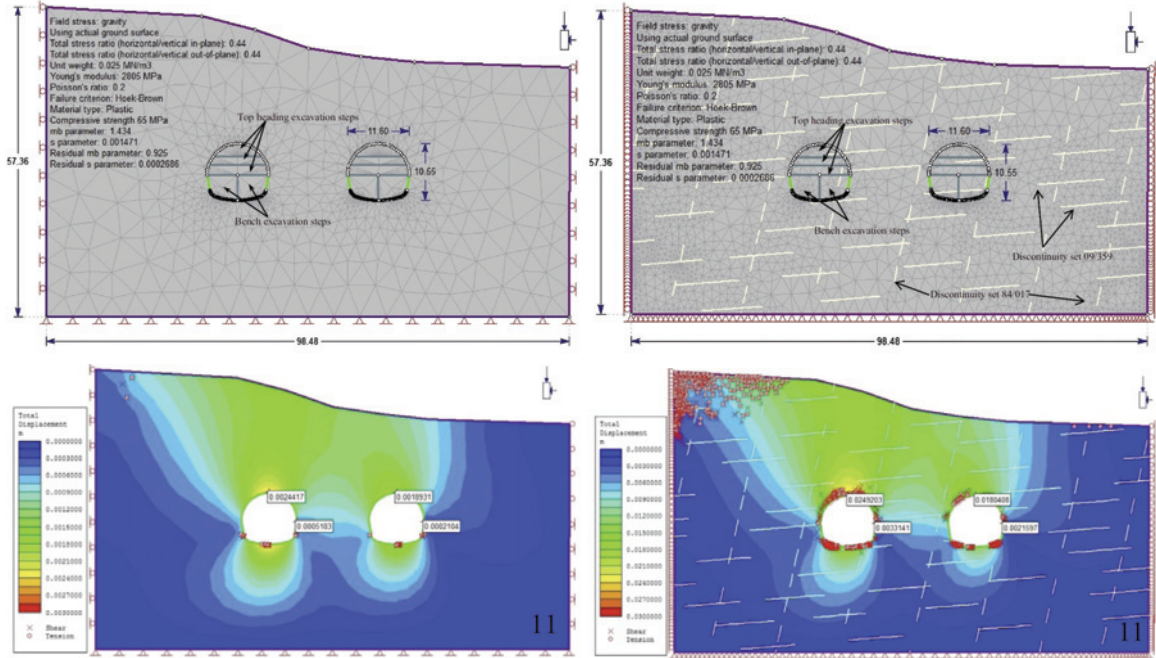 Field stress: gravity
Using actual ground surface
Total stress ratio (horizontal/vertical in-plane): 0.44
Total stress ratio (horizontal/vertical out-of-plane): 0.44
Unit weight: 0.025 MN/m3
Young's modulus: 2805 MPa
Poisson's ratio: 0.2
Failure criterion: Hoek-Brown
Material type: Plastic
Compressive strength 65 MPa
mb parameter: 1.434
s parameter: 0.001471
Residual mb parameter: 0.925
Residual s parameter: 0.0002686
Top heading excavation steps
11.60
10.55
Bench excavation steps
57.36
98.48
Field stress: gravity
Using actual ground surface
Total stress ratio (horizontal/vertical in-plane): 0.44
Total stress ratio (horizontal/vertical out-of-plane): 0.44
Unit weight: 0.025 MN/m3
Young's modulus: 2805 MPa
Poisson's ratio: 0.2
Failure criterion: Hoek-Brown
Material type: Plastic
Compressive strength 65 MPa
mb parameter: 1.434
s parameter: 0.001471
Residual mb parameter: 0.925
Residual s parameter: 0.0002686
Top heading excavation steps
11.60
10.55
Bench excavation steps
57.36
Discontinuity set 09/359
Discontinuity set 84/017
98.48
Total
Displacement
m
0.0000000
0.0003000
0.0006000
0.0009000
0.0012000
0.0015000
0.0018000
0.0021000
0.0024000
0.0027000
0.0030000
Shear
Tension
0.0024417
0.0005183
0.0018931
0.0002104
11
Total
Displacement
m
0.0000000
0.0030000
0.0060000
0.0090000
0.0120000
0.0150000
0.0180000
0.0210000
0.0240000
0.0270000
0.0300000
Shear
Tension
0.0249203
0.0033141
0.0180408
0.0021597
11